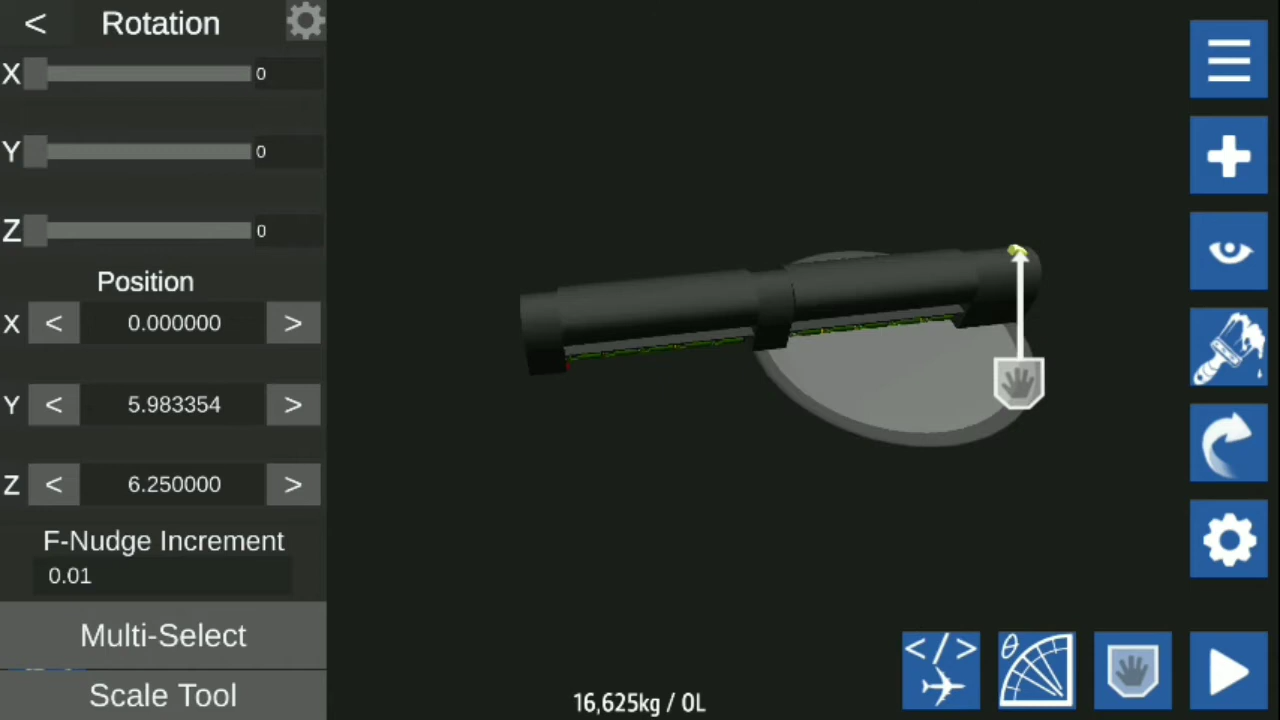 < Rotation
X 0
Y 0
Z 0
Position
X < 0.000000 >
Y < 5.983354 >
Z < 6.250000 >
F-Nudge Increment
0.01
Multi-Select
Scale Tool
16,625kg / 0L
</>
θ